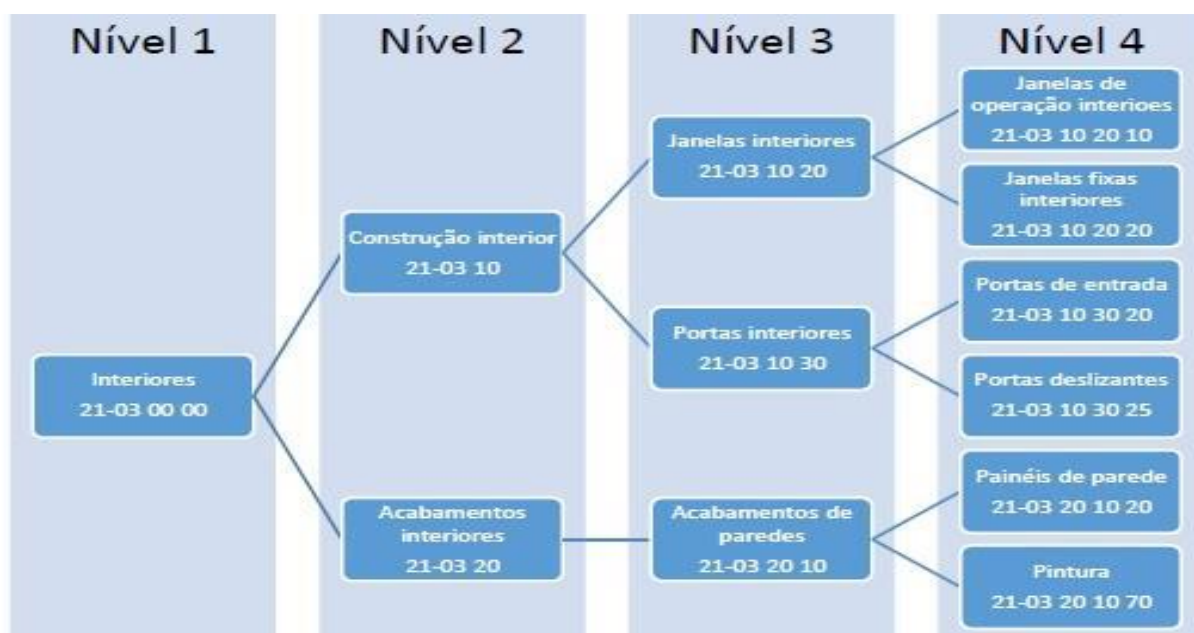 Nível 1
Nível 2
Nível 3
Nível 4
Interiores
21-03 00 00
Construção interior
21-03 10
Acabamentos
interiores
21-03 20
Janelas interiores
21-03 10 20
Portas interiores
21-03 10 30
Acabamentos de
paredes
21-03 20 10
Janelas de
operação interioes
21-03 10 20 10
Janelas fixas
interiores
21-03 10 20 20
Portas de entrada
21-03 10 30 20
Portas deslizantes
21-03 10 30 25
Painéis de parede
21-03 20 10 20
Pintura
21-03 20 10 70